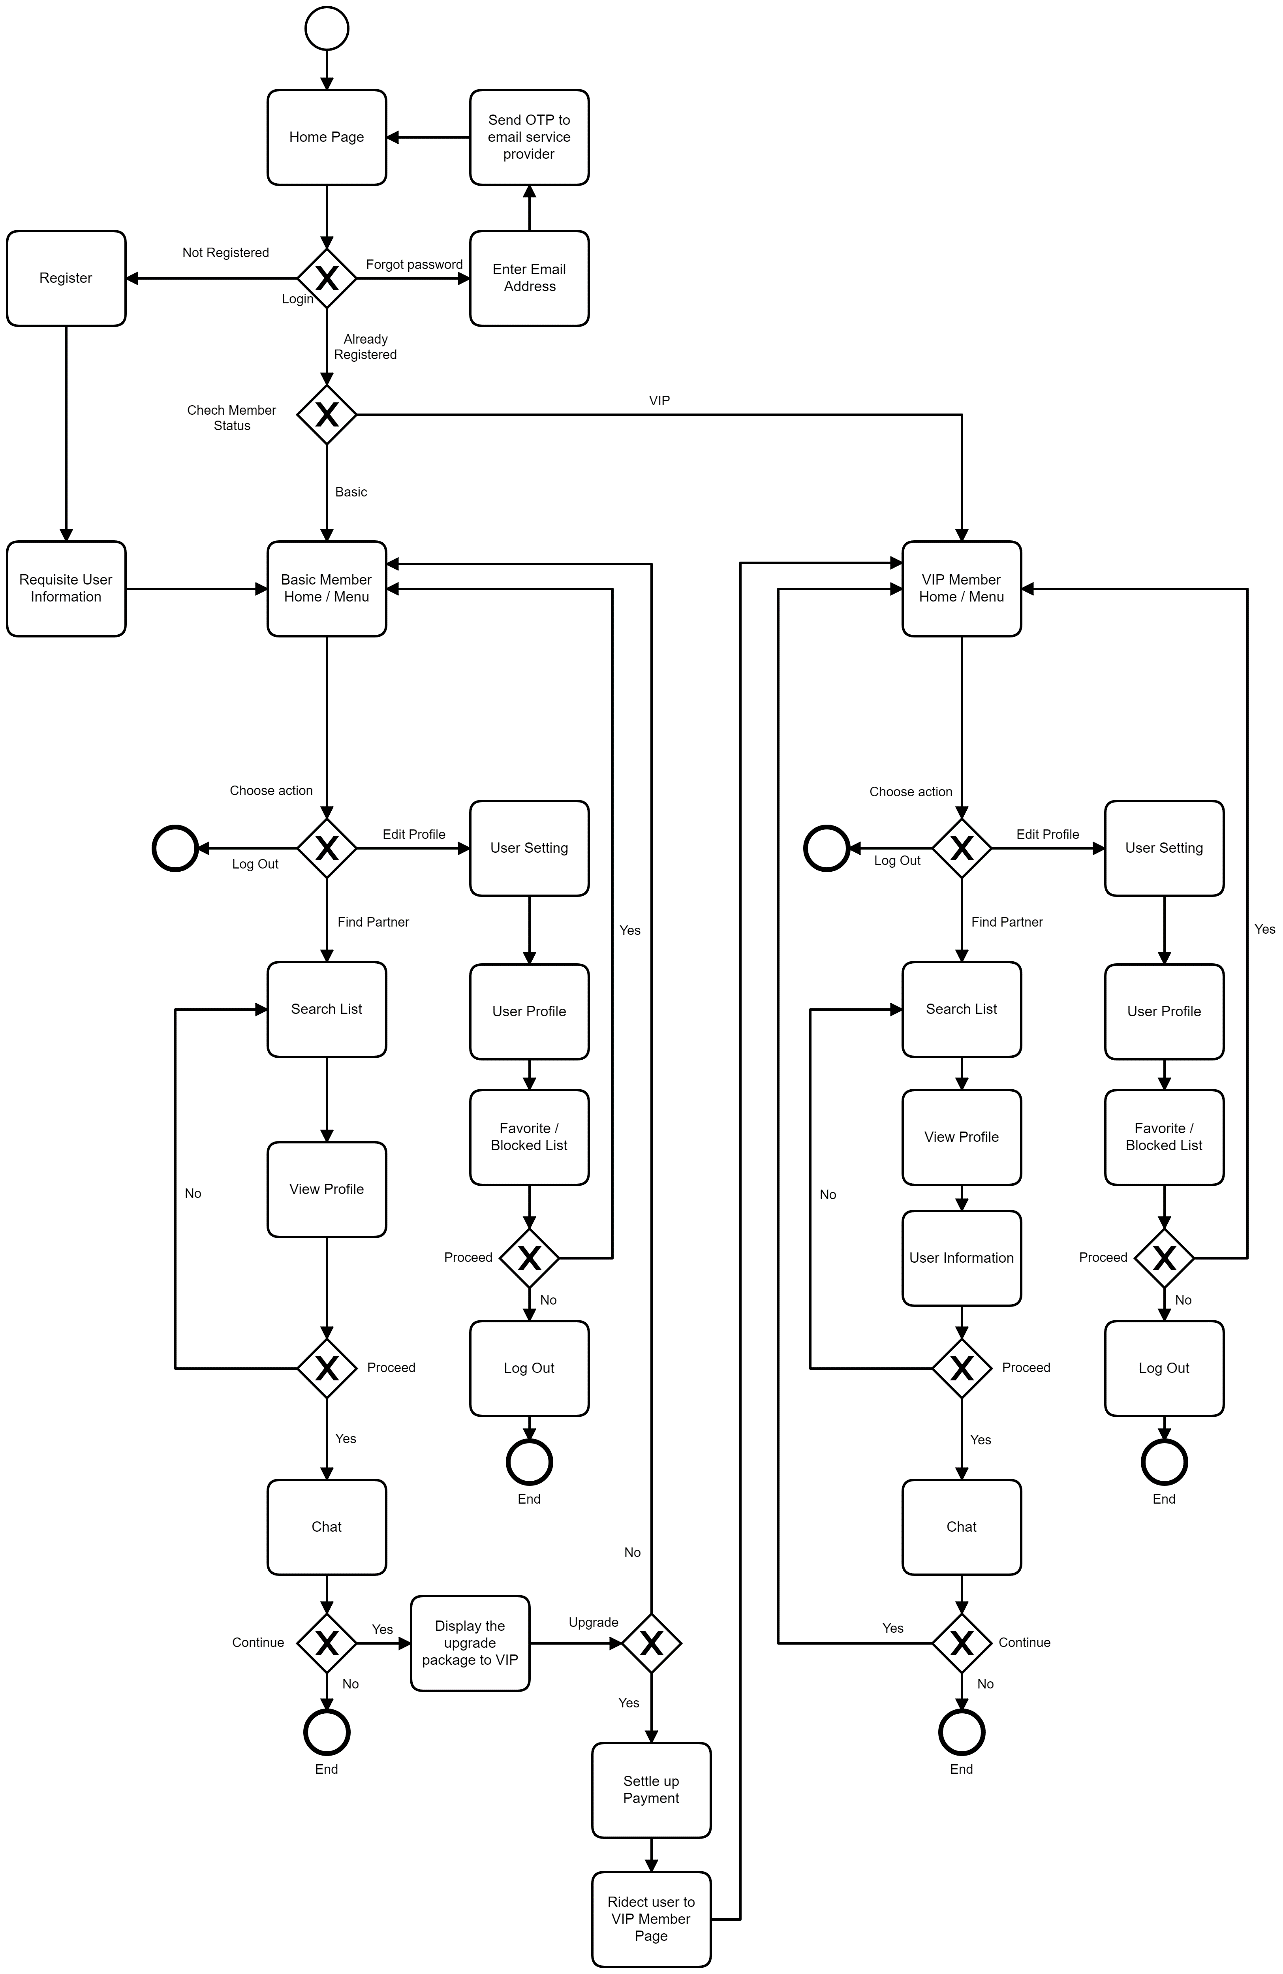 Home Page
Send OTP to
email service
provider
Not Registered
Forgot password
Register
Enter Email
Address
Login
Already
Registered
Chech Member
Status
VIP
Basic
Requisite User
Information
Basic Member
Home / Menu
VIP Member
Home / Menu
Choose action
Log Out
Edit Profile
User Setting
Find Partner
Yes
Search List
User Profile
Favorite /
Blocked List
View Profile
No
Proceed
No
Log Out
End
Proceed
Yes
Chat
Continue
Yes
No
End
Display the
upgrade
package to VIP
Upgrade
No
Yes
Settle up
Payment
Ridect user to
VIP Member
Page
Choose action
Log Out
Edit Profile
User Setting
Find Partner
Yes
Search List
User Profile
View Profile
Favorite /
Blocked List
No
User Information
Proceed
No
Log Out
End
Proceed
Yes
Chat
Yes
Continue
No
End